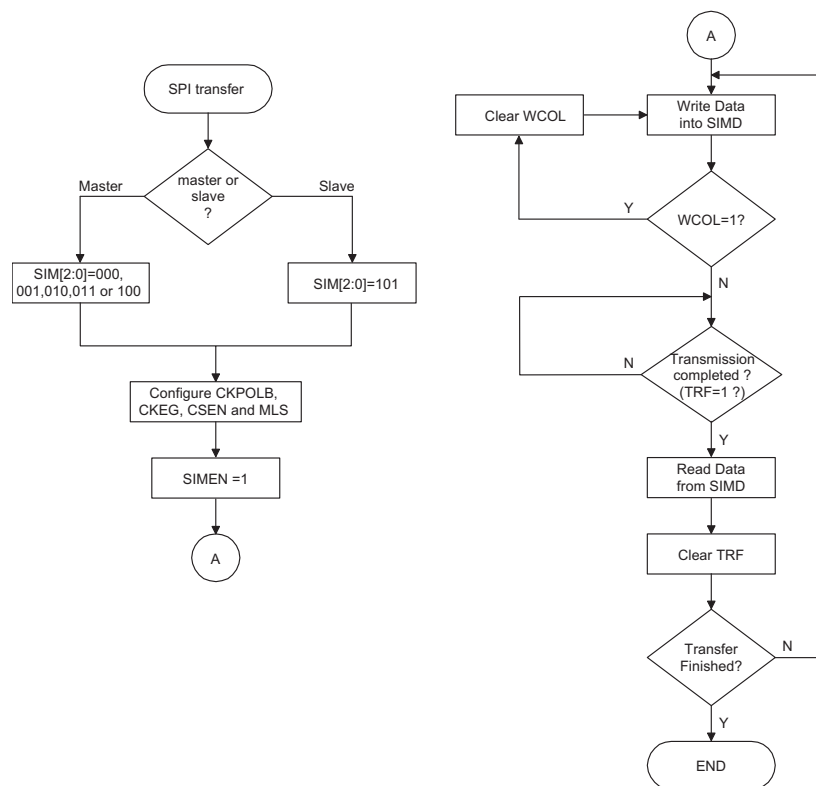 SPI transfer
master or
slave
?
Master
Slave
SIM[2:0]=000,
001,010,011 or 100
SIM[2:0]=101
Configure CKPOLB,
CKEG, CSEN and MLS
SIMEN =1
A
A
Write Data
into SIMD
Clear WCOL
WCOL=1?
Y
N
Transmission
completed ?
(TRF=1 ?)
N
Y
Read Data
from SIMD
Clear TRF
Transfer
Finished?
N
Y
END